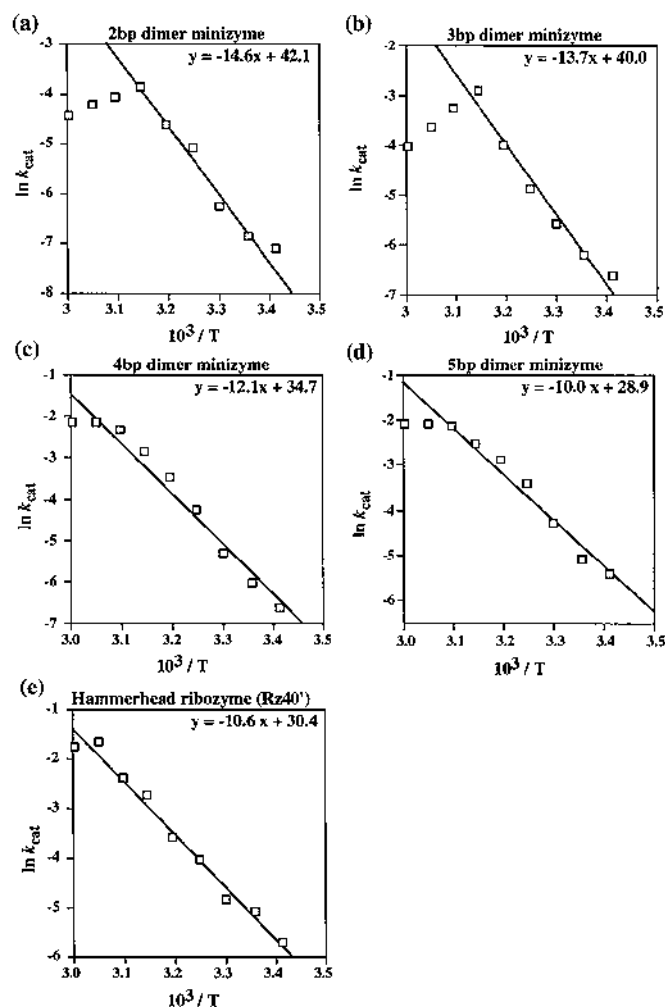 (a)
2bp dimer minizyme
y = -14.6x + 42.1
-3
-4
-5
-6
-7
-8
ln kcat
3 3.1 3.2 3.3 3.4 3.5
10³ / T
(b)
3bp dimer minizyme
y = -13.7x + 40.0
-2
-3
-4
-5
-6
-7
ln kcat
3 3.1 3.2 3.3 3.4 3.5
10³ / T
(c)
4bp dimer minizyme
y = -12.1x + 34.7
-1
-2
-3
-4
-5
-6
-7
ln kcat
3.0 3.1 3.2 3.3 3.4 3.5
10³ / T
(d)
5bp dimer minizyme
y = -10.0x + 28.9
-1
-2
-3
-4
-5
-6
ln kcat
3.0 3.1 3.2 3.3 3.4 3.5
10³ / T
(e)
Hammerhead ribozyme (Rz40')
y = -10.6 x + 30.4
-1
-2
-3
-4
-5
-6
ln kcat
3.0 3.1 3.2 3.3 3.4 3.5
10³ / T